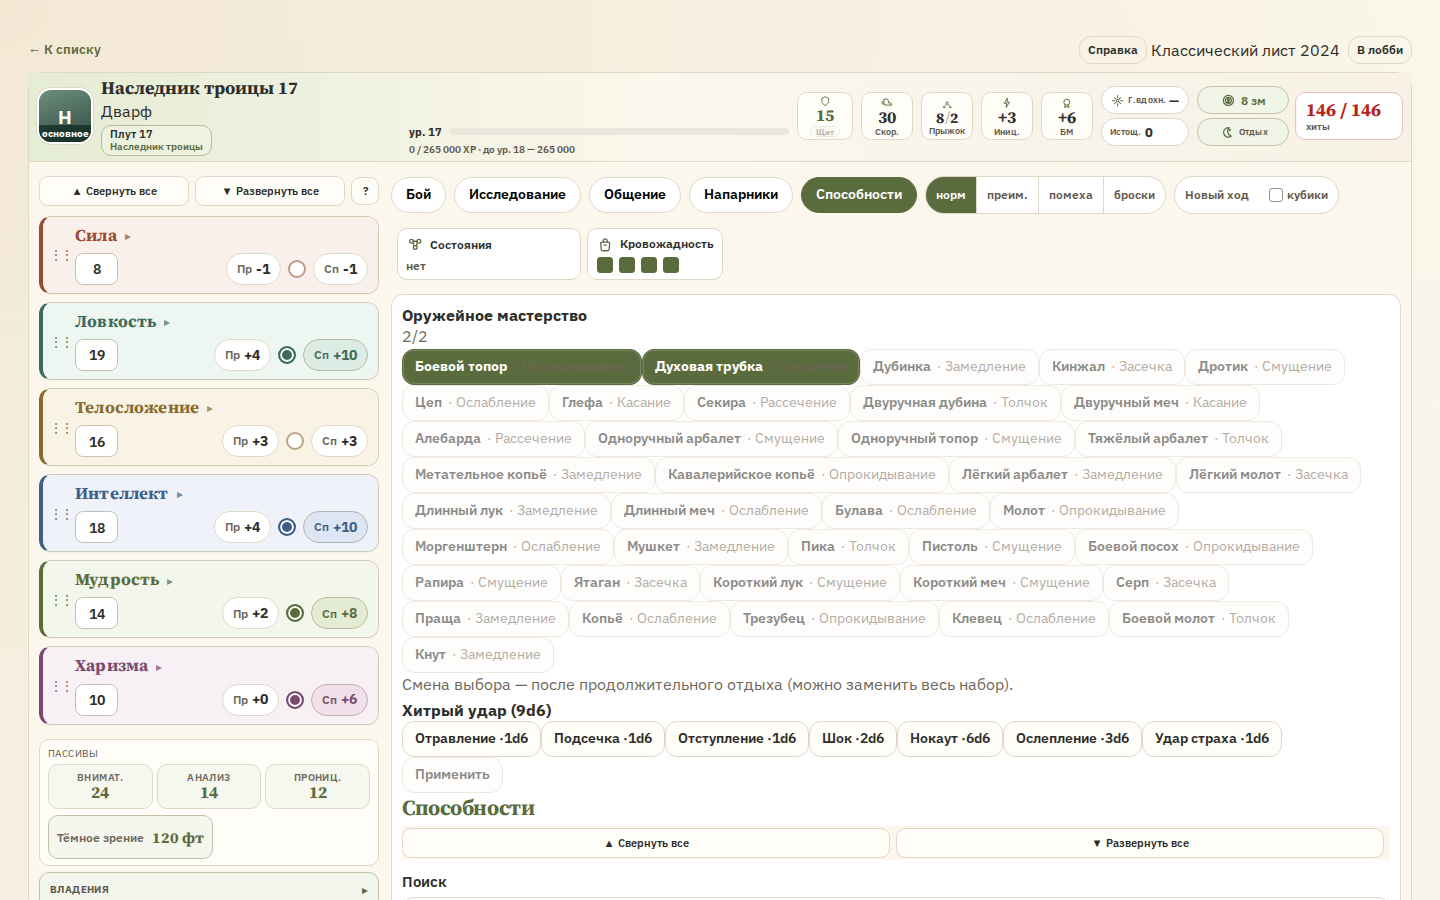 ← К списку
Справка Классический лист 2024 В лобби
Н
основное
Наследник троицы 17
Дварф
Плут 17
Наследник троицы
ур. 17
0 / 265 000 XP · до ур. 18 — 265 000
15
Щит
30
Скор.
8/2
Прыжок
+3
Иниц.
+6
БМ
Г.вдохн. —
Истощ. 0
8 зм
Отдых
146 / 146
хиты
▲ Свернуть все
▼ Развернуть все
?
Сила ▸
8
Пр -1
Сп -1
Ловкость ▸
19
Пр +4
Сп +10
Телосложение ▸
16
Пр +3
Сп +3
Интеллект ▸
18
Пр +4
Сп +10
Мудрость ▸
14
Пр +2
Сп +8
Харизма ▸
10
Пр +0
Сп +6
ПАССИВЫ
ВНИМАТ.
24
АНАЛИЗ
14
ПРОНИЦ.
12
Тёмное зрение 120 фт
ВЛАДЕНИЯ ▸
Бой Исследование Общение Напарники Способности норм преим. помеха броски Новый ход кубики
Состояния
нет
Кровожадность
Оружейное мастерство
2/2
Боевой топор · Опрокидывание Духовая трубка · Смущение Дубинка · Замедление Кинжал · Засечка Дротик · Смущение
Цеп · Ослабление Глефа · Касание Секира · Рассечение Двуручная дубина · Толчок Двуручный меч · Касание
Алебарда · Рассечение Одноручный арбалет · Смущение Одноручный топор · Смущение Тяжёлый арбалет · Толчок
Метательное копьё · Замедление Кавалерийское копьё · Опрокидывание Лёгкий арбалет · Замедление Лёгкий молот · Засечка
Длинный лук · Замедление Длинный меч · Ослабление Булава · Ослабление Молот · Опрокидывание
Моргенштерн · Ослабление Мушкет · Замедление Пика · Толчок Пистоль · Смущение Боевой посох · Опрокидывание
Рапира · Смущение Ятаган · Засечка Короткий лук · Смущение Короткий меч · Смущение Серп · Засечка
Праща · Замедление Копьё · Ослабление Трезубец · Опрокидывание Клевец · Ослабление Боевой молот · Толчок
Кнут · Замедление
Смена выбора — после продолжительного отдыха (можно заменить весь набор).
Хитрый удар (9d6)
Отравление ·1d6 Подсечка ·1d6 Отступление ·1d6 Шок ·2d6 Нокаут ·6d6 Ослепление ·3d6 Удар страха ·1d6
Применить
Способности
▲ Свернуть все
▼ Развернуть все
Поиск